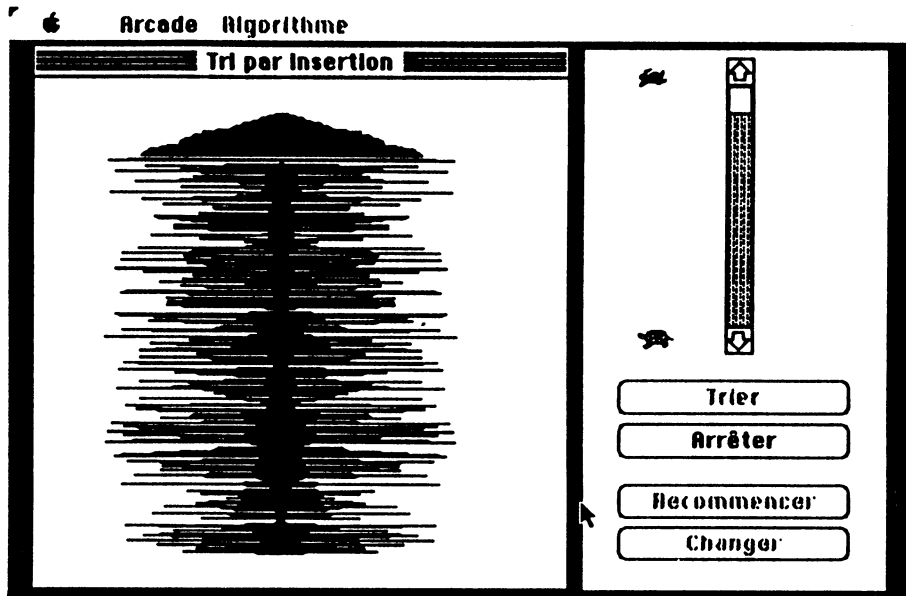 Arcade Algorithme
Tri par insertion
Trier
Arrêter
Recommencer
Changer